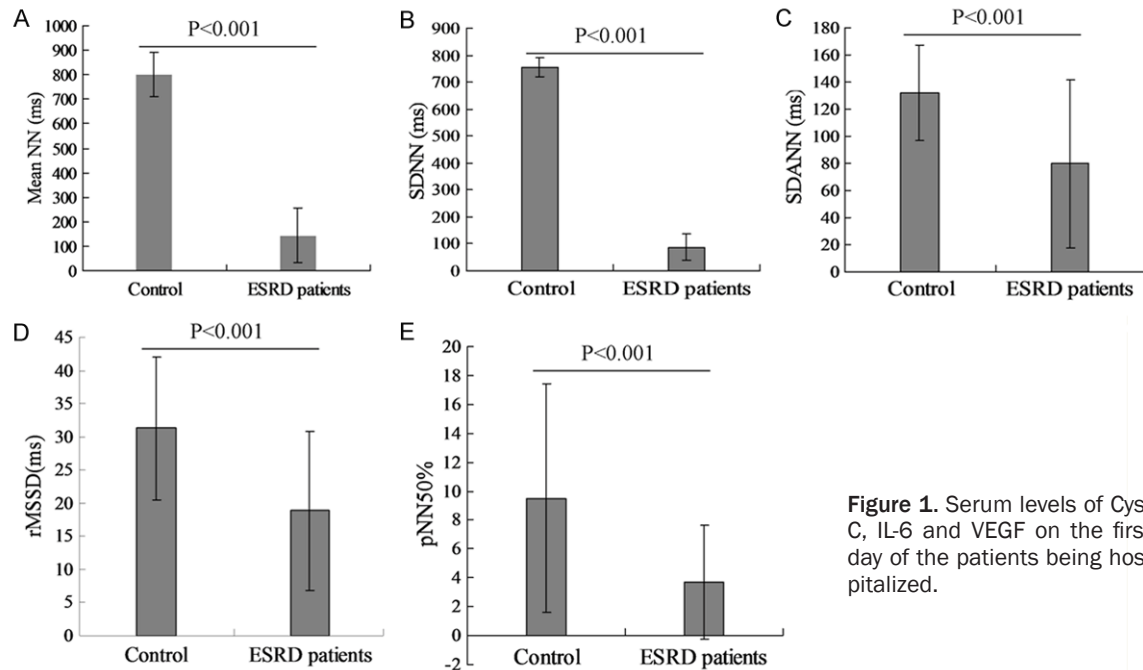 A
P<0.001
Mean NN (ms)
1000
900
800
700
600
500
400
300
200
100
0
Control ESRD patients
B
P<0.001
SDNN (ms)
900
800
700
600
500
400
300
200
100
0
Control ESRD patients
C
P<0.001
SDANN (ms)
180
160
140
120
100
80
60
40
20
0
Control ESRD patients
D
P<0.001
rMSSD(ms)
45
40
35
30
25
20
15
10
5
0
Control ESRD patients
E
P<0.001
pNN50%
20
18
16
14
12
10
8
6
4
2
0
-2
Control ESRD patients
Figure 1. Serum levels of Cys
C, IL-6 and VEGF on the firs
day of the patients being hos
pitalized.